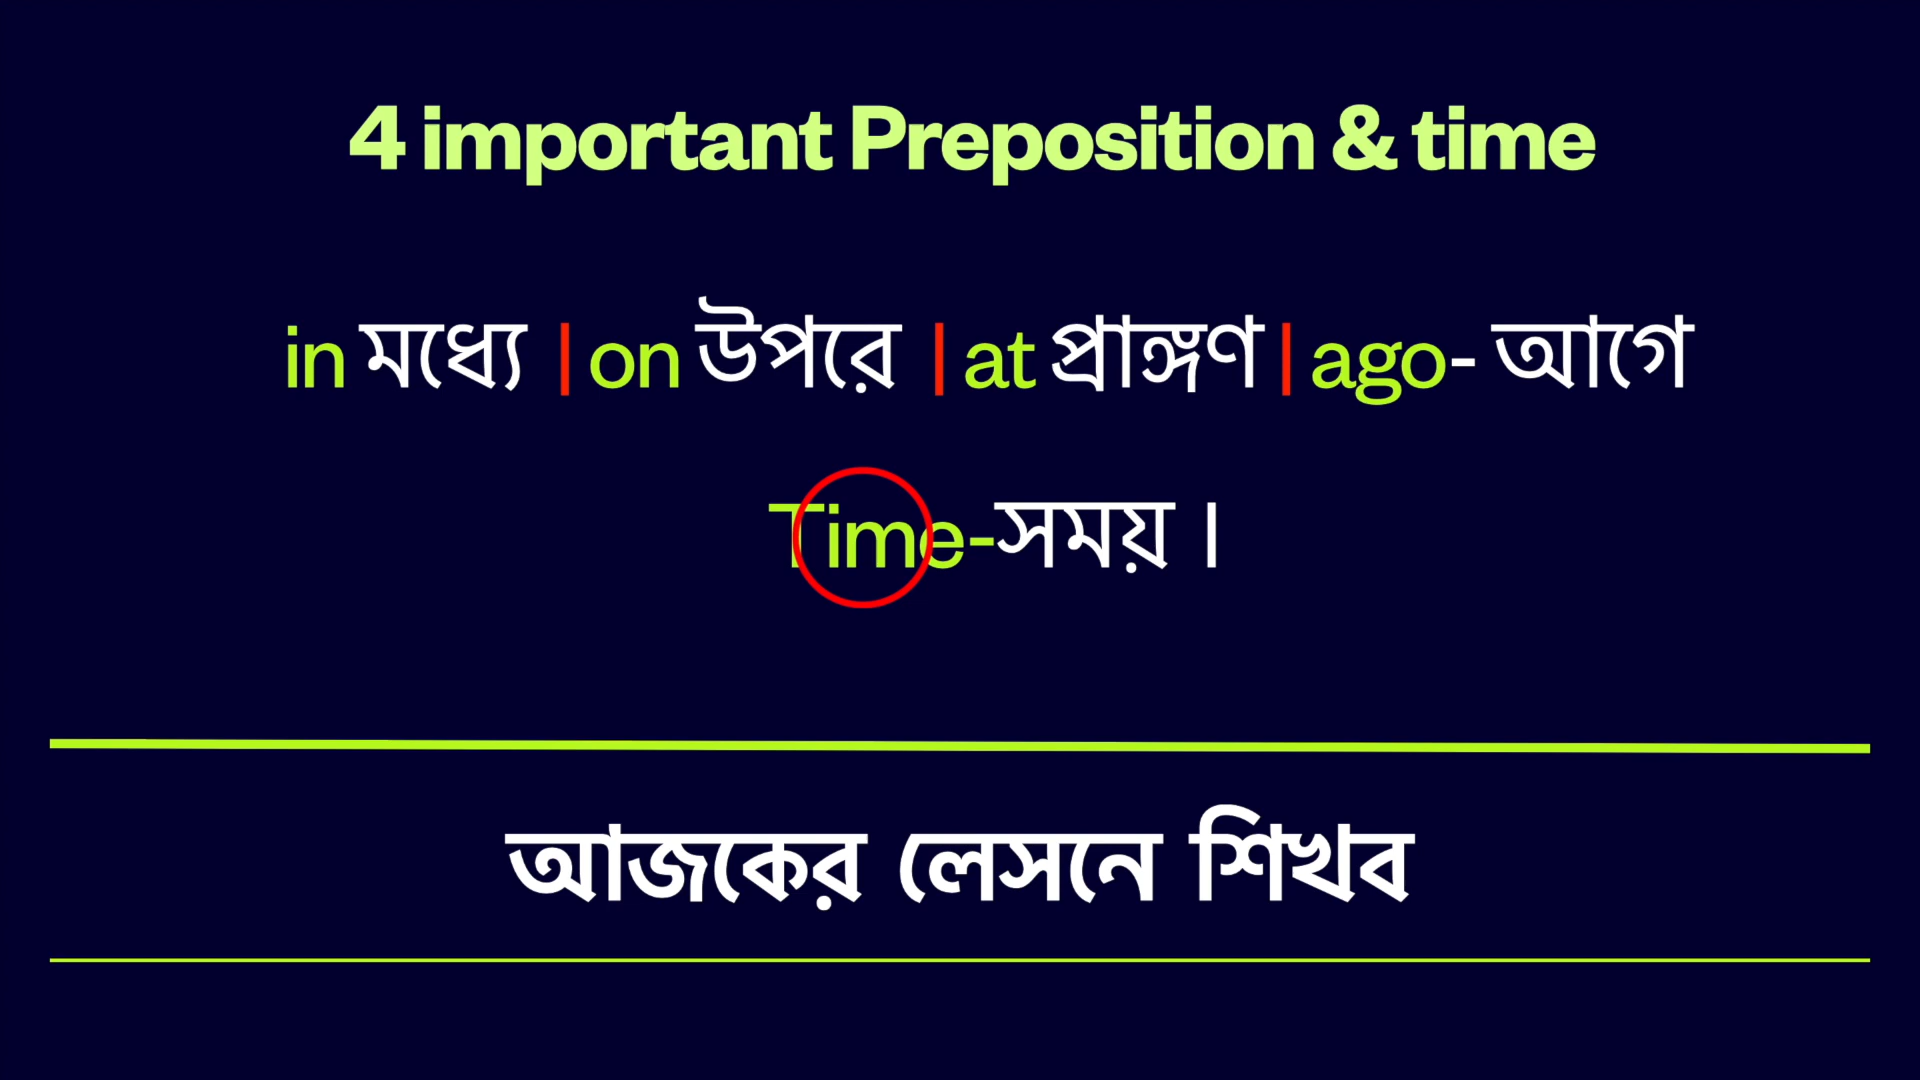 4 important Preposition & time
in মধ্যে | on উপরে | at প্রাঙ্গণ | ago- আগে
Time-সময় ।
আজকের লেসনে শিখব